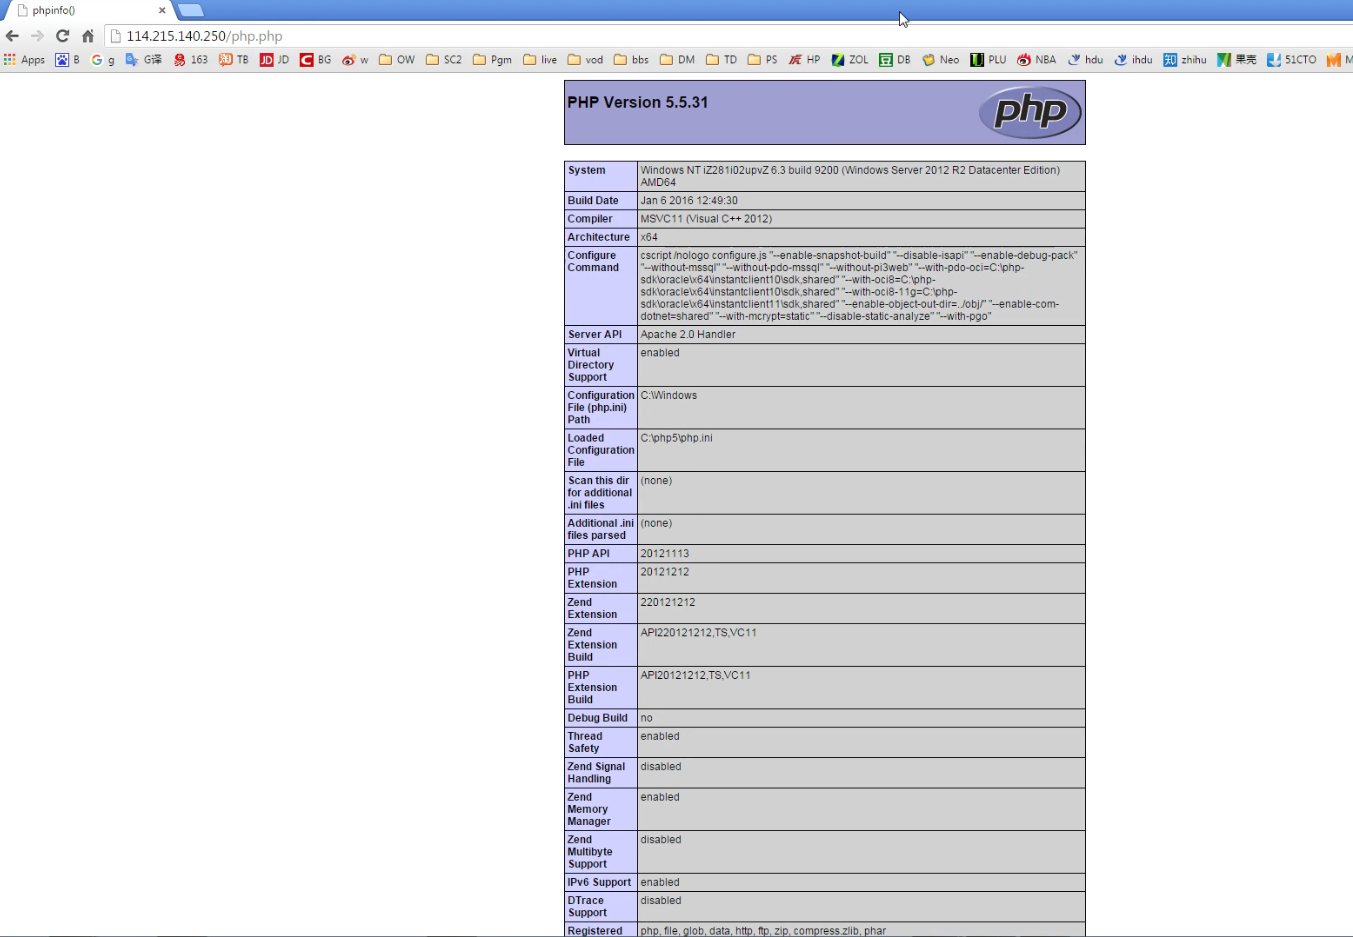 phpinfo()
114.215.140.250/php.php
Apps B g G译 163 TB JD BG w OW SC2 Pgm live vod bbs DM TD PS HP ZOL DB Neo PLU NBA hdu ihdu zhihu 果壳 51CTO M
PHP Version 5.5.31
php
System Windows NT iZ281i02upvZ 6.3 build 9200 (Windows Server 2012 R2 Datacenter Edition)
AMD64
Build Date Jan 6 2016 12:49:30
Compiler MSVC11 (Visual C++ 2012)
Architecture x64
Configure cscript /nologo configure.js "--enable-snapshot-build" "--disable-isapi" "--enable-debug-pack"
Command "--without-mssql" "--without-pdo-mssql" "--without-pi3web" "--with-pdo-oci=C:\php-
sdk\oracle\x64\instantclient10\sdk,shared" "--with-oci8=C:\php-
sdk\oracle\x64\instantclient10\sdk,shared" "--with-oci8-11g=C:\php-
sdk\oracle\x64\instantclient11\sdk,shared" "--enable-object-out-dir=../obj/" "--enable-com-
dotnet=shared" "--with-mcrypt=static" "--disable-static-analyze" "--with-pgo"
Server API Apache 2.0 Handler
Virtual enabled
Directory
Support
Configuration C:\Windows
File (php.ini)
Path
Loaded C:\php5\php.ini
Configuration
File
Scan this dir (none)
for additional
.ini files
Additional .ini (none)
files parsed
PHP API 20121113
PHP 20121212
Extension
Zend 220121212
Extension
Zend API220121212,TS,VC11
Extension
Build
PHP API20121212,TS,VC11
Extension
Build
Debug Build no
Thread enabled
Safety
Zend Signal disabled
Handling
Zend enabled
Memory
Manager
Zend disabled
Multibyte
Support
IPv6 Support enabled
DTrace disabled
Support
Registered php, file, glob, data, http, ftp, zip, compress.zlib, phar